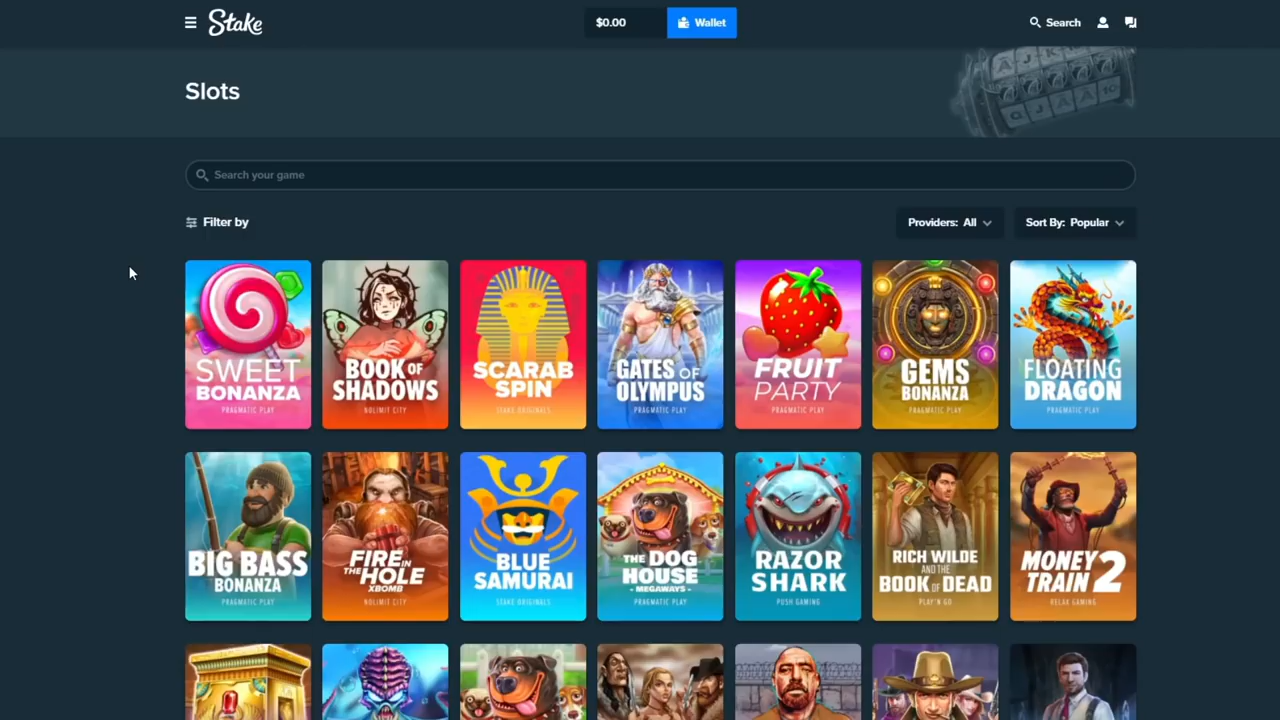 Stake
$0.00 Wallet
Search
Slots
Search your game
Filter by
Providers: All
Sort By: Popular
SWEET
BONANZA
PRAGMATIC PLAY
BOOK OF
SHADOWS
NOLIMIT CITY
SCARAB
SPIN
STAKE ORIGINALS
GATES OF
OLYMPUS
PRAGMATIC PLAY
FRUIT
PARTY
PRAGMATIC PLAY
GEMS
BONANZA
PRAGMATIC PLAY
FLOATING
DRAGON
PRAGMATIC PLAY
BIG BASS
BONANZA
PRAGMATIC PLAY
FIRE IN
THE HOLE
XBOMB
NOLIMIT CITY
BLUE
SAMURAI
STAKE ORIGINALS
THE DOG
HOUSE
- MEGAWAYS -
PRAGMATIC PLAY
RAZOR
SHARK
PUSH GAMING
RICH WILDE
AND THE
BOOK OF DEAD
PLAY'N GO
MONEY
TRAIN 2
RELAX GAMING